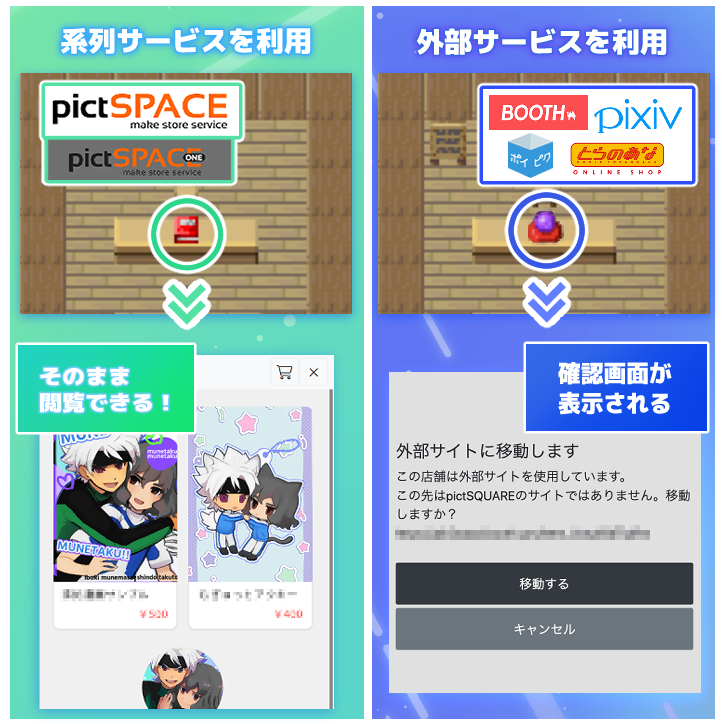 系列サービスを利用
pictSPACE
make store service
pictSPACE ONE
make store service
そのまま
閲覧できる！
MUNETAKU!!
munetaku
munetaku
MUNETAKU!!
ibuki munemasa shindo takuto
￥500
￥400
外部サービスを利用
BOOTH
pixiv
ポイピク
とらのあな
ONLINE SHOP
確認画面が
表示される
外部サイトに移動します
この店舗は外部サイトを使用しています。
この先はpictSQUAREのサイトではありません。移動
しますか？
移動する
キャンセル